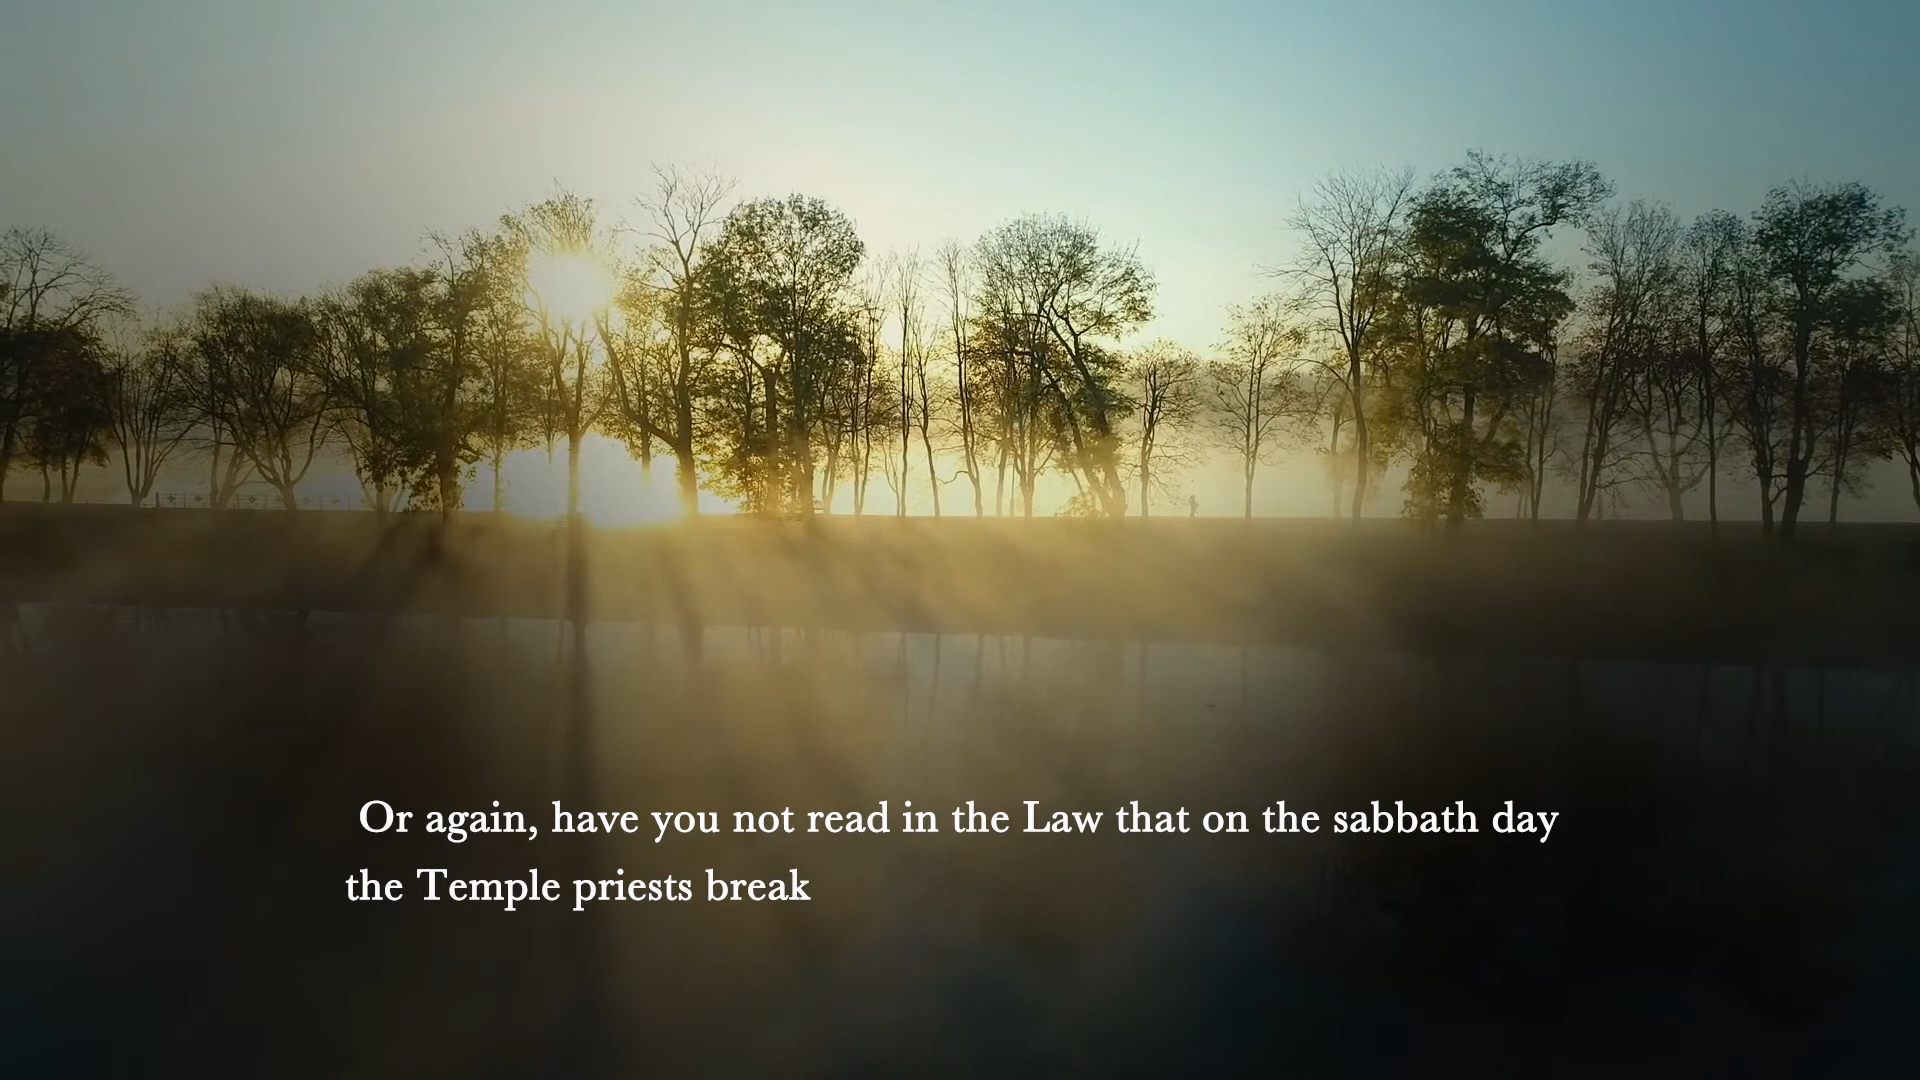 Or again, have you not read in the Law that on the sabbath day
the Temple priests break